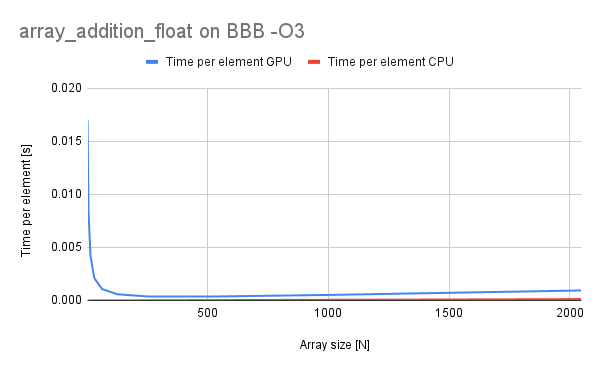 array_addition_float on BBB -O3
Time per element GPU Time per element CPU
0.020
0.015
0.010
0.005
0.000
Time per element [s]
500 1000 1500 2000
Array size [N]